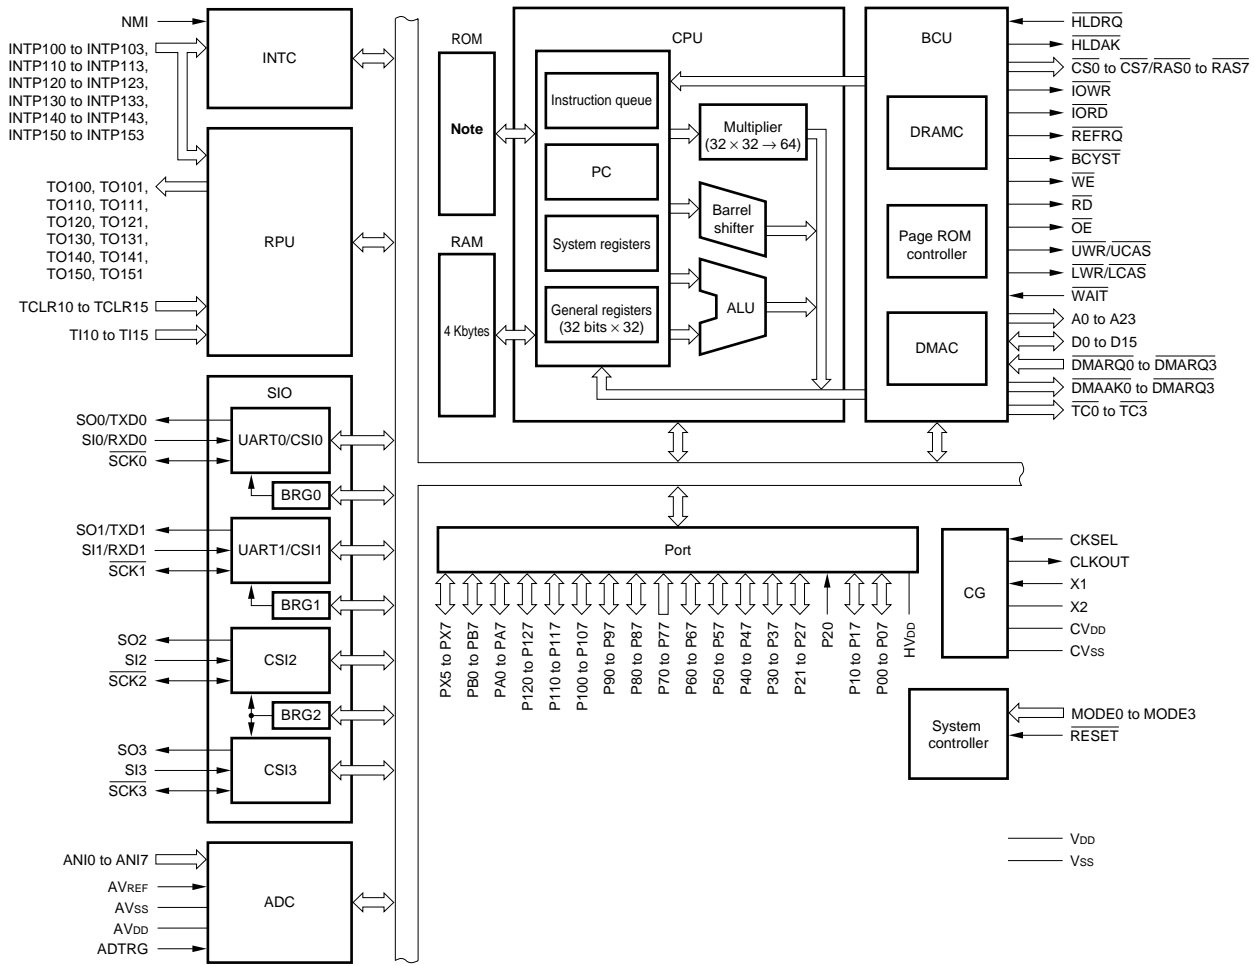 NMI
INTP100 to INTP103,
INTP110 to INTP113,
INTP120 to INTP123,
INTP130 to INTP133,
INTP140 to INTP143,
INTP150 to INTP153
INTC
TO100, TO101,
TO110, TO111,
TO120, TO121,
TO130, TO131,
TO140, TO141,
TO150, TO151
TCLR10 to TCLR15
TI10 to TI15
RPU
SIO
SO0/TXD0
SI0/RXD0
SCK0
UART0/CSI0
BRG0
SO1/TXD1
SI1/RXD1
SCK1
UART1/CSI1
BRG1
SO2
SI2
SCK2
CSI2
BRG2
SO3
SI3
SCK3
CSI3
ANI0 to ANI7
AVREF
AVSS
AVDD
ADTRG
ADC
ROM
Note
RAM
4 Kbytes
CPU
Instruction queue
PC
System registers
General registers
(32 bits × 32)
Multiplier
(32 × 32 → 64)
Barrel
shifter
ALU
BCU
DRAMC
Page ROM
controller
DMAC
HLDRQ
HLDAK
CS0 to CS7/RAS0 to RAS7
IOWR
IORD
REFRQ
BCYST
WE
RD
OE
UWR/UCAS
LWR/LCAS
WAIT
A0 to A23
D0 to D15
DMARQ0 to DMARQ3
DMAAK0 to DMARQ3
TC0 to TC3
Port
PX5 to PX7
PB0 to PB7
PA0 to PA7
P120 to P127
P110 to P117
P100 to P107
P90 to P97
P80 to P87
P70 to P77
P60 to P67
P50 to P57
P40 to P47
P30 to P37
P21 to P27
P20
P10 to P17
P00 to P07
HVDD
CG
CKSEL
CLKOUT
X1
X2
CVDD
CVSS
System
controller
MODE0 to MODE3
RESET
VDD
VSS